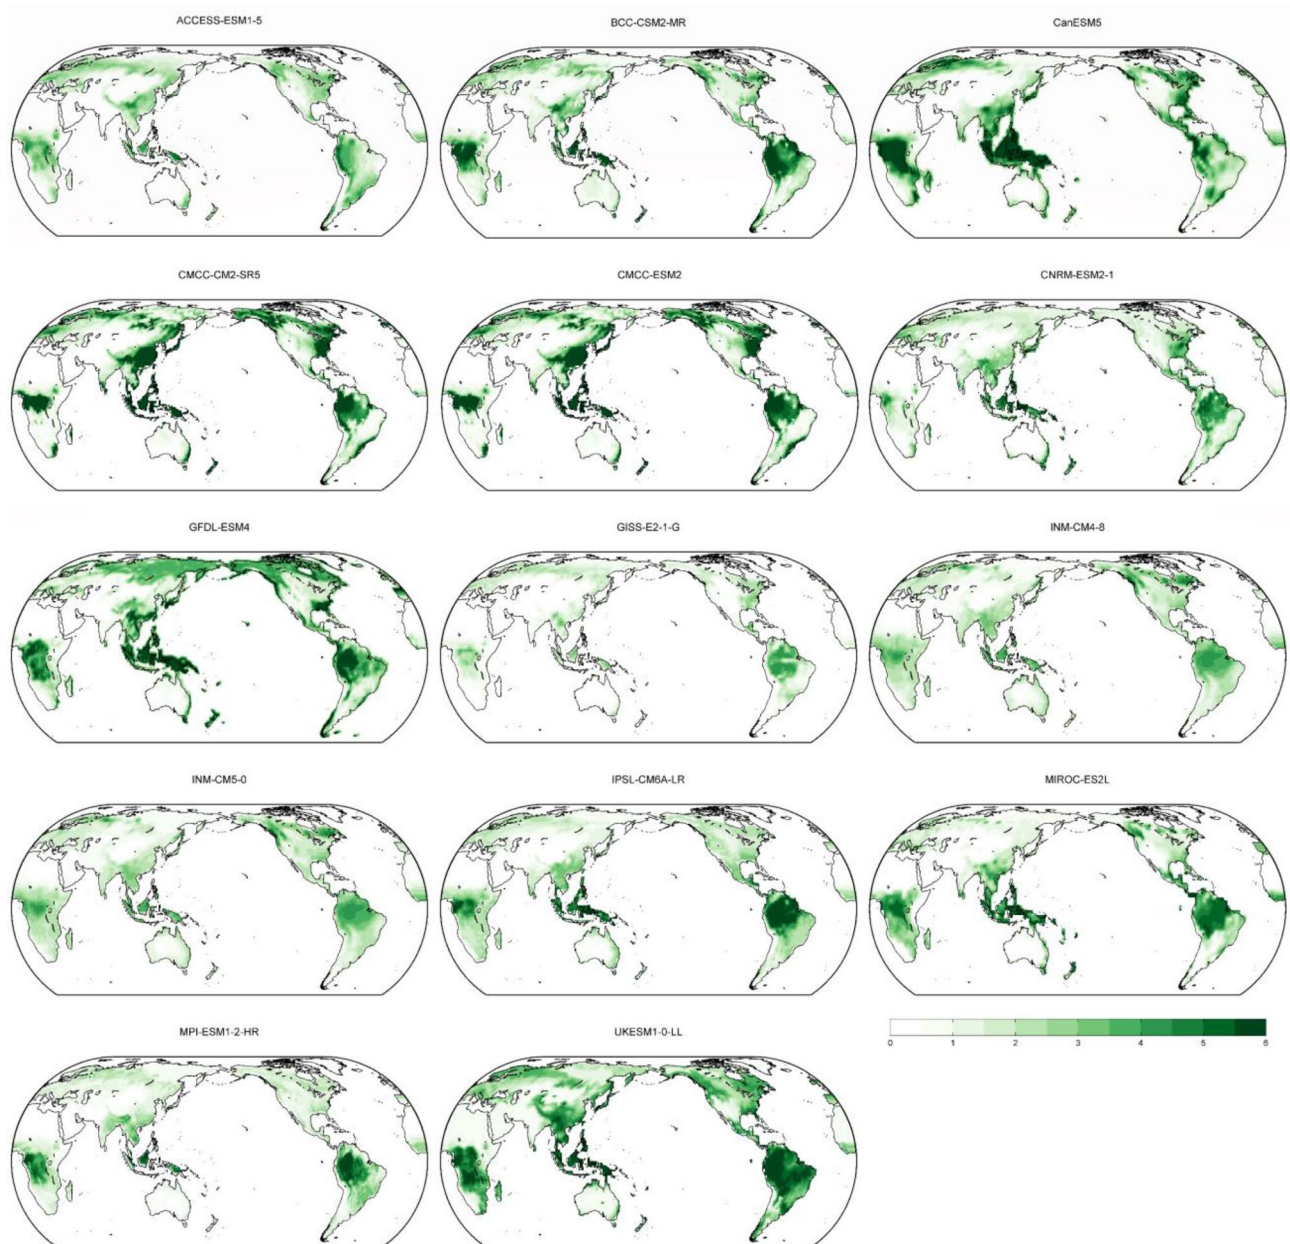 ACCESS-ESM1-5
BCC-CSM2-MR
CanESM5
CMCC-CM2-SR5
CMCC-ESM2
CNRM-ESM2-1
GFDL-ESM4
GISS-E2-1-G
INM-CM4-8
INM-CM5-0
IPSL-CM6A-LR
MIROC-ES2L
MPI-ESM1-2-HR
UKESM1-0-LL
0 1 2 3 4 5 6